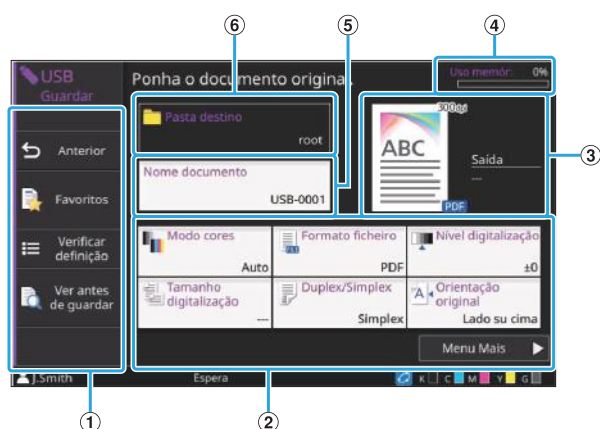 ⑥
⑤
④
USB
Guardar
Ponha o documento original.
Uso memór:
0%
Pasta destino
root
300dpi
ABC
PDF
Saída
---
③
Anterior
Favoritos
Verificar
definição
Ver antes
de guardar
Nome documento
USB-0001
Modo cores
Auto
Formato ficheiro
FILE
PDF
Nível digitalização
±0
Tamanho
digitalização
---
Duplex/Simplex
Simplex
A
Orientação
original
Lado su cima
Menu Mais
J.Smith
Espera
K C M Y G
①
②